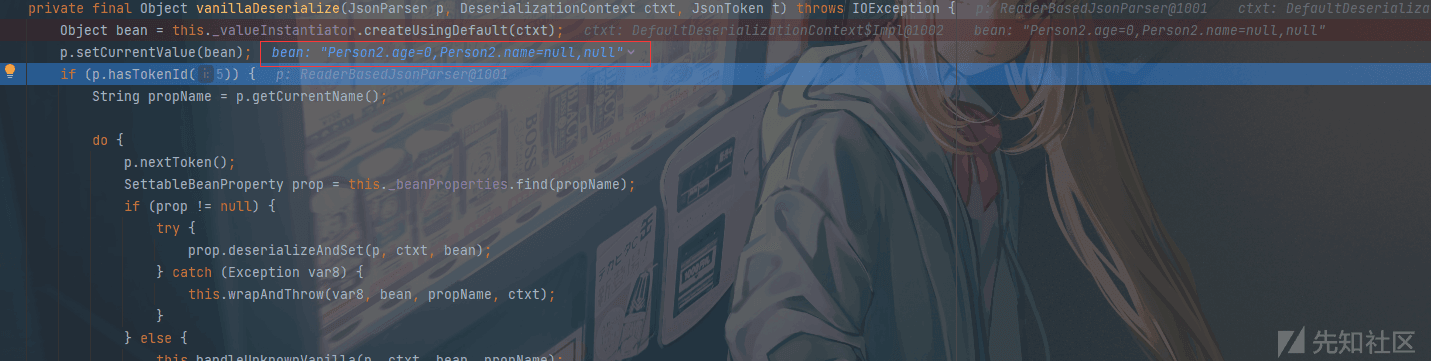 private final Object vanillaDeserialize(JsonParser p, DeserializationContext ctxt, JsonToken t) throws IOException {  p: ReaderBasedJsonParser@1001  ctxt: DefaultDeserializa
Object bean = this._valueInstantiator.createUsingDefault(ctxt);  ctxt: DefaultDeserializationContext$Impl@1002  bean: "Person2.age=0,Person2.name=null,null"
p.setCurrentValue(bean);  bean: "Person2.age=0,Person2.name=null,null"
if (p.hasTokenId( i: 5)) {  p: ReaderBasedJsonParser@1001
String propName = p.getCurrentName();
do {
p.nextToken();
SettableBeanProperty prop = this._beanProperties.find(propName);
if (prop != null) {
try {
prop.deserializeAndSet(p, ctxt, bean);
} catch (Exception var8) {
this.wrapAndThrow(var8, bean, propName, ctxt);
}
} else {
this.handleUnknownVanilla(p, ctxt, bean, propName);
先知社区